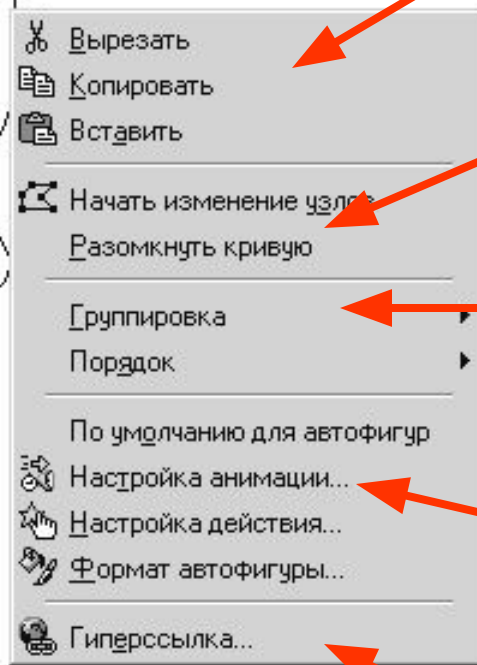 Вырезать
Копировать
Вставить
Начать изменение узлов
Разомкнуть кривую
Группировка
Порядок
По умолчанию для автофигур
Настройка анимации...
Настройка действия...
Формат автофигуры...
Гиперссылка...